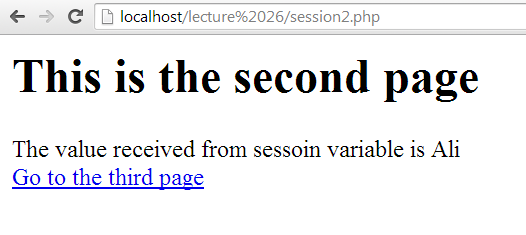 localhost/lecture%2026/session2.php
This is the second page
The value received from sessoin variable is Ali
Go to the third page